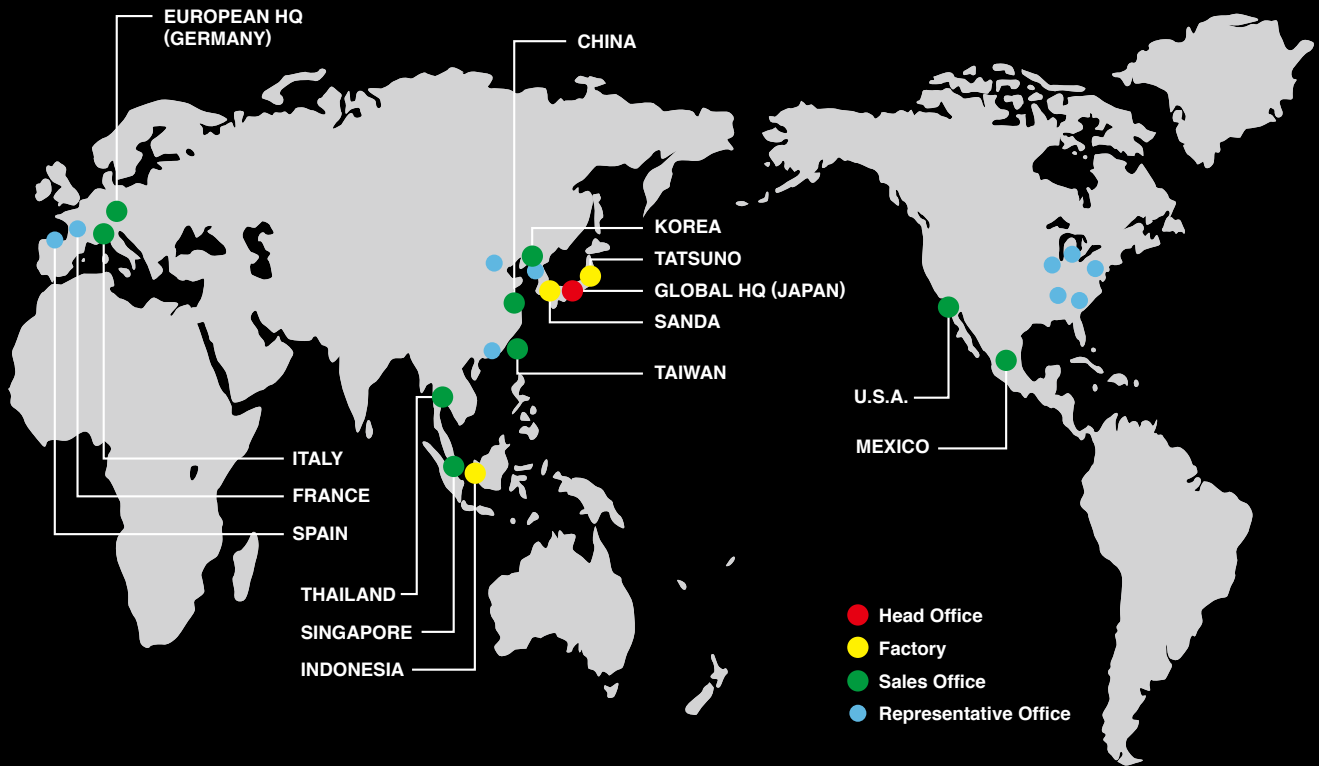 EUROPEAN HQ
(GERMANY)
CHINA
KOREA
TATSUNO
GLOBAL HQ (JAPAN)
SANDA
TAIWAN
U.S.A.
MEXICO
ITALY
FRANCE
SPAIN
THAILAND
SINGAPORE
INDONESIA
Head Office
Factory
Sales Office
Representative Office